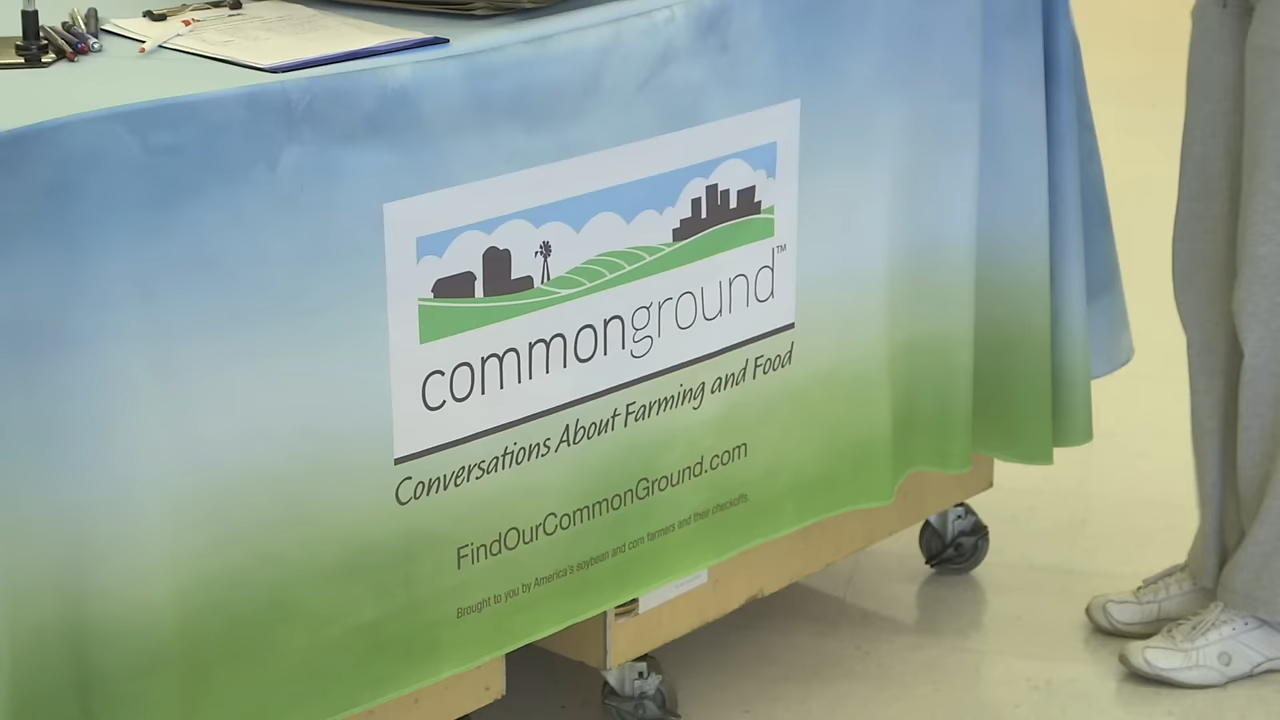 commonground™
Conversations About Farming and Food
FindOurCommonGround.com
Brought to you by America's soybean and corn farmers and their checkoffs.